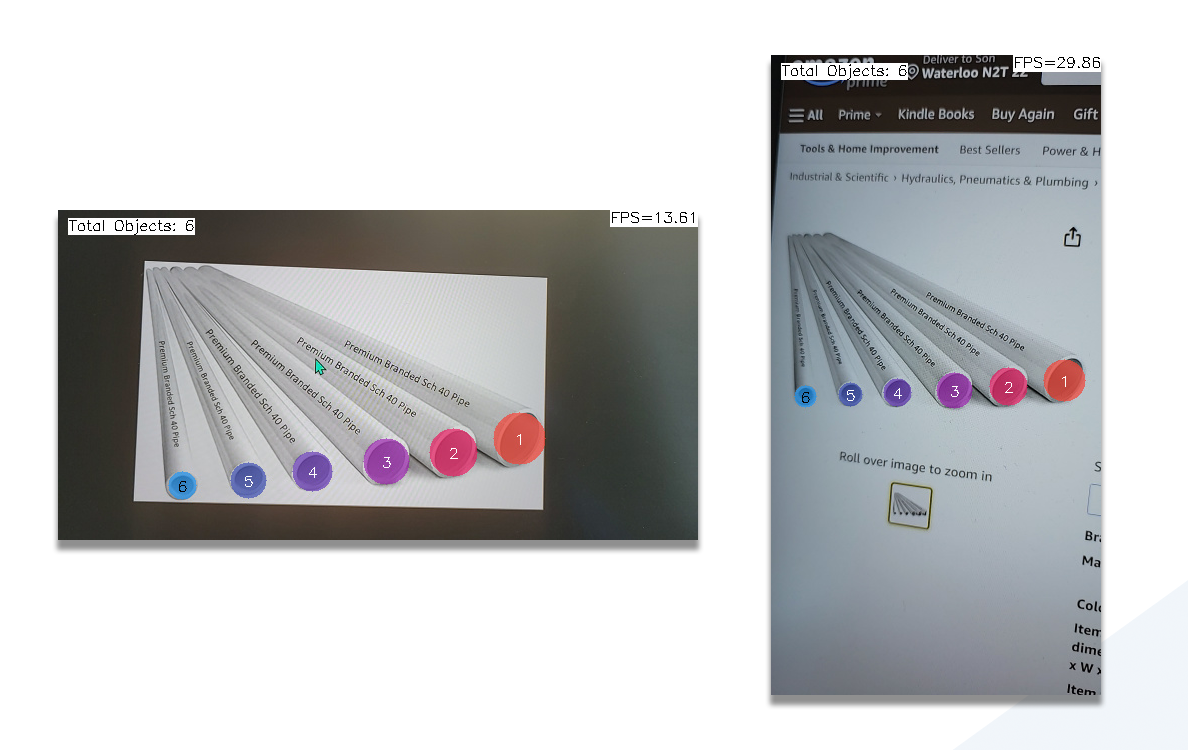 Total Objects: 6
FPS=13.61
Premium Branded Sch 40 Pipe
Premium Branded Sch 40 Pipe
Premium Branded Sch 40 Pipe
Premium Branded Sch 40 Pipe
Premium Branded Sch 40 Pipe
Premium Branded Sch 40 Pipe
6
5
4
3
2
1
Total Objects: 6
FPS=29.86
amazon
prime
Deliver to Son
Waterloo N2T 2Z
All Prime Kindle Books Buy Again Gift
Tools & Home Improvement Best Sellers Power & H
Industrial & Scientific › Hydraulics, Pneumatics & Plumbing ›
Premium Branded Sch 40 Pipe
Premium Branded Sch 40 Pipe
Premium Branded Sch 40 Pipe
Premium Branded Sch 40 Pipe
Premium Branded Sch 40 Pipe
Premium Branded Sch 40 Pipe
6
5
4
3
2
1
Roll over image to zoom in
S
Bra
Ma
Colo
Item
dime
x W x
Item